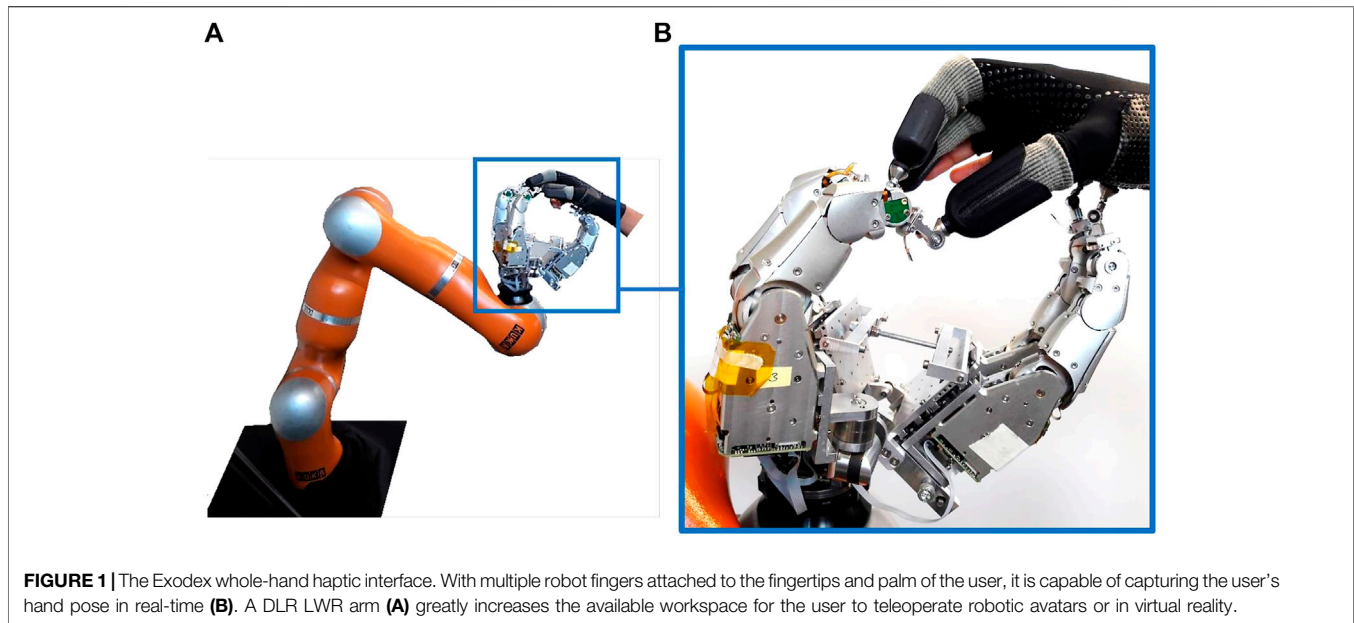 A
B
KUKA
3
FIGURE 1 | The Exodex whole-hand haptic interface. With multiple robot fingers attached to the fingertips and palm of the user, it is capable of capturing the user's
hand pose in real-time (B). A DLR LWR arm (A) greatly increases the available workspace for the user to teleoperate robotic avatars or in virtual reality.